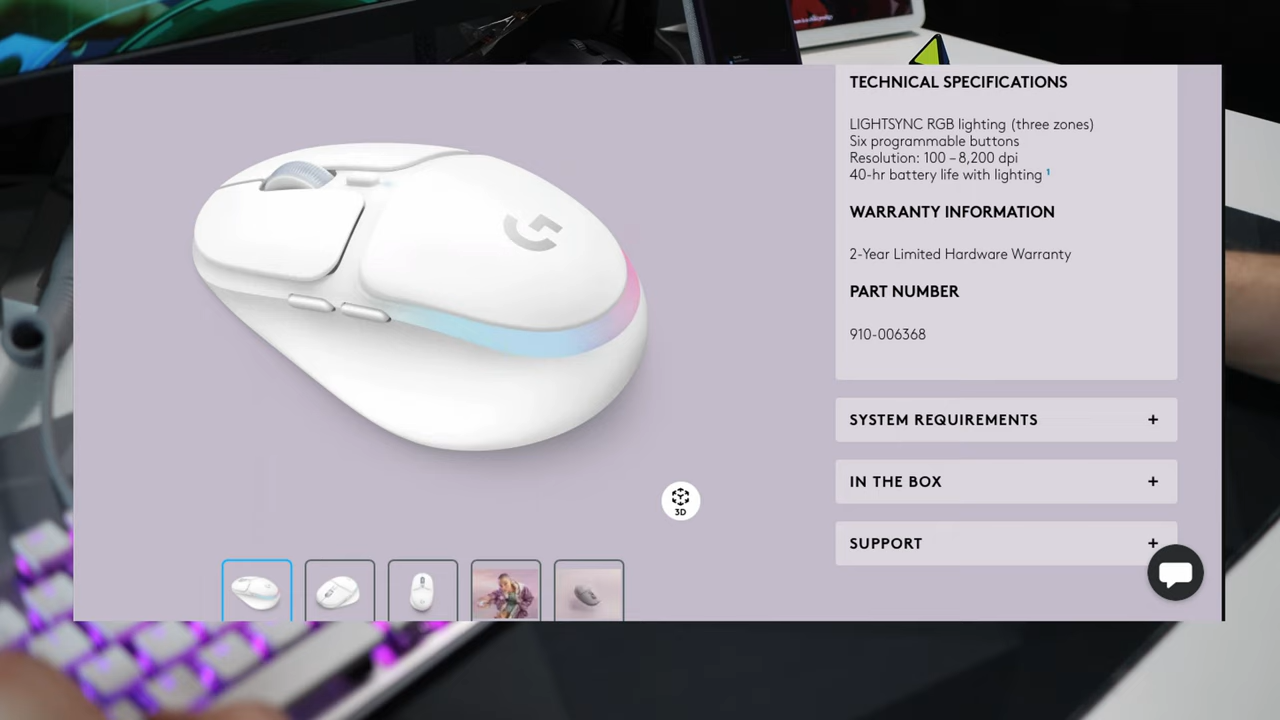 TECHNICAL SPECIFICATIONS
LIGHTSYNC RGB lighting (three zones)
Six programmable buttons
Resolution: 100 – 8,200 dpi
40-hr battery life with lighting ¹
WARRANTY INFORMATION
2-Year Limited Hardware Warranty
PART NUMBER
910-006368
SYSTEM REQUIREMENTS +
IN THE BOX +
3D
SUPPORT +